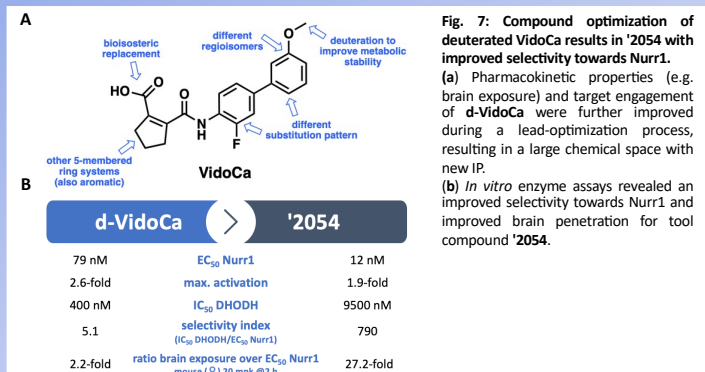 A
different
regioisomers
deuteration to
improve metabolic
stability
bioisosteric
replacement
O
HO
O
O
N
H
F
different
substitution pattern
other 5-membered
ring systems
(also aromatic)
VidoCa
B
d-VidoCa > '2054
79 nM EC50 Nurr1 12 nM
2.6-fold max. activation 1.9-fold
400 nM IC50 DHODH 9500 nM
5.1 selectivity index 790
(IC50 DHODH/EC50 Nurr1)
2.2-fold ratio brain exposure over EC50 Nurr1 27.2-fold
mouse (♀) 20 mpk @2 h
Fig. 7: Compound optimization of
deuterated VidoCa results in '2054 with
improved selectivity towards Nurr1.
(a) Pharmacokinetic properties (e.g.
brain exposure) and target engagement
of d-VidoCa were further improved
during a lead-optimization process,
resulting in a large chemical space with
new IP.
(b) In vitro enzyme assays revealed an
improved selectivity towards Nurr1 and
improved brain penetration for tool
compound '2054.